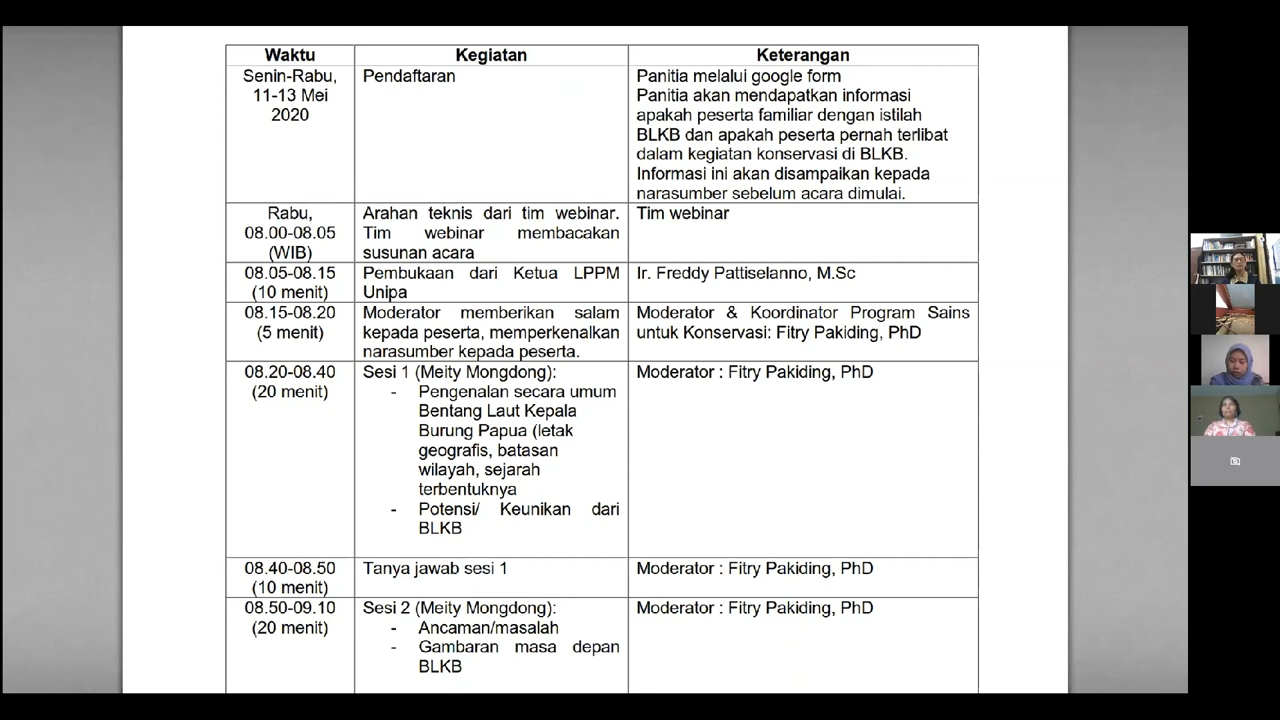 Waktu Kegiatan Keterangan
Senin-Rabu,
11-13 Mei
2020
Pendaftaran
Panitia melalui google form
Panitia akan mendapatkan informasi
apakah peserta familiar dengan istilah
BLKB dan apakah peserta pernah terlibat
dalam kegiatan konservasi di BLKB.
Informasi ini akan disampaikan kepada
narasumber sebelum acara dimulai.
Rabu,
08.00-08.05
(WIB)
Arahan teknis dari tim webinar.
Tim webinar membacakan
susunan acara
Tim webinar
08.05-08.15
(10 menit)
Pembukaan dari Ketua LPPM
Unipa
Ir. Freddy Pattiselanno, M.Sc
08.15-08.20
(5 menit)
Moderator memberikan salam
kepada peserta, memperkenalkan
narasumber kepada peserta.
Moderator & Koordinator Program Sains
untuk Konservasi: Fitry Pakiding, PhD
08.20-08.40
(20 menit)
Sesi 1 (Meity Mongdong):
- Pengenalan secara umum
Bentang Laut Kepala
Burung Papua (letak
geografis, batasan
wilayah, sejarah
terbentuknya
- Potensi/ Keunikan dari
BLKB
Moderator : Fitry Pakiding, PhD
08.40-08.50
(10 menit)
Tanya jawab sesi 1
Moderator : Fitry Pakiding, PhD
08.50-09.10
(20 menit)
Sesi 2 (Meity Mongdong):
- Ancaman/masalah
- Gambaran masa depan
BLKB
Moderator : Fitry Pakiding, PhD